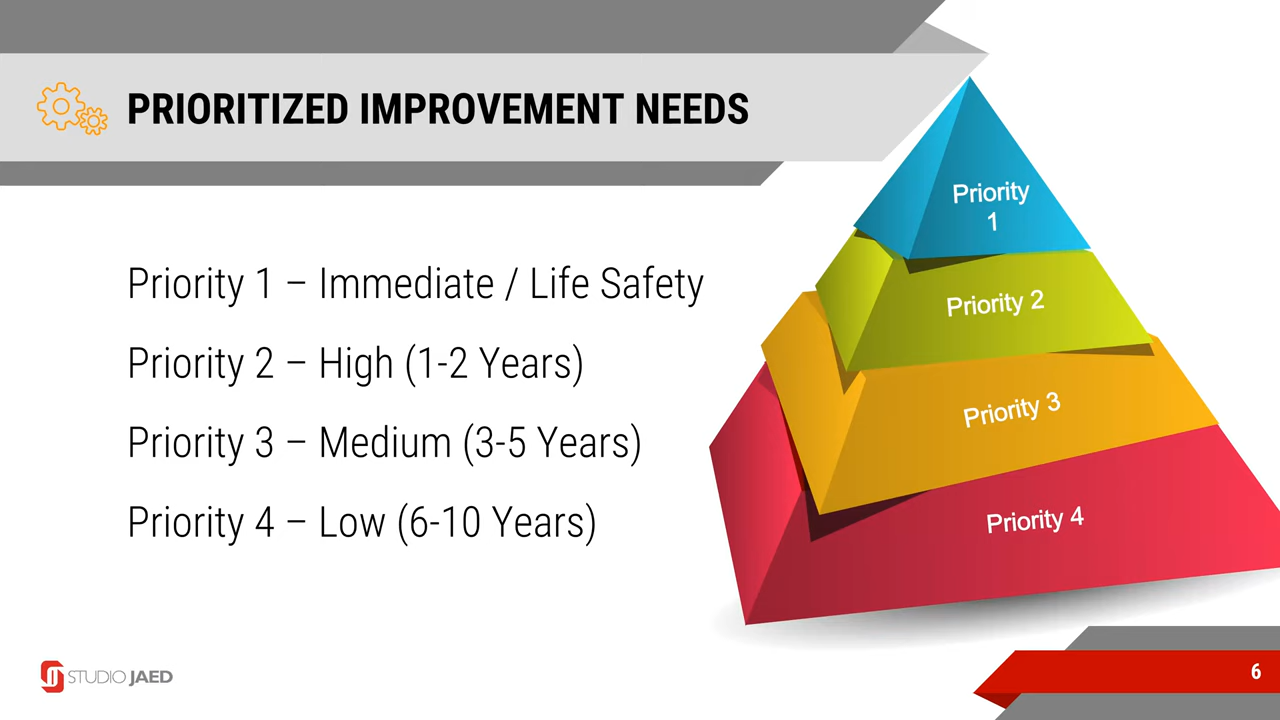 PRIORITIZED IMPROVEMENT NEEDS
Priority 1 – Immediate / Life Safety
Priority 2 – High (1-2 Years)
Priority 3 – Medium (3-5 Years)
Priority 4 – Low (6-10 Years)
Priority
1
Priority 2
Priority 3
Priority 4
STUDIO JAED
6